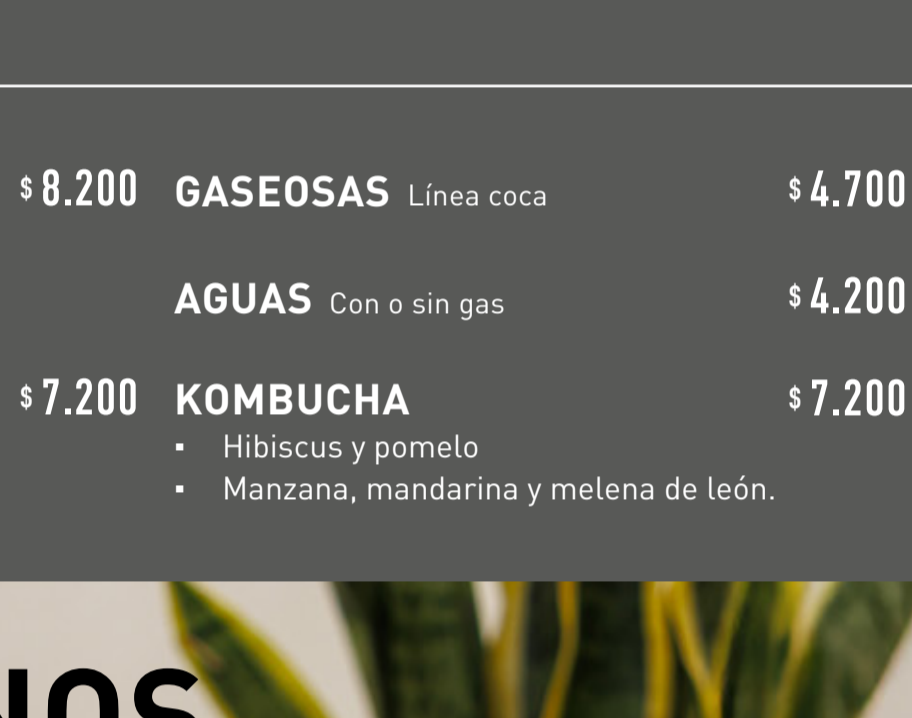 $ 8.200 GASEOSAS Línea coca $ 4.700
AGUAS Con o sin gas $ 4.200
$ 7.200 KOMBUCHA $ 7.200
▪ Hibiscus y pomelo
▪ Manzana, mandarina y melena de león.
NOS